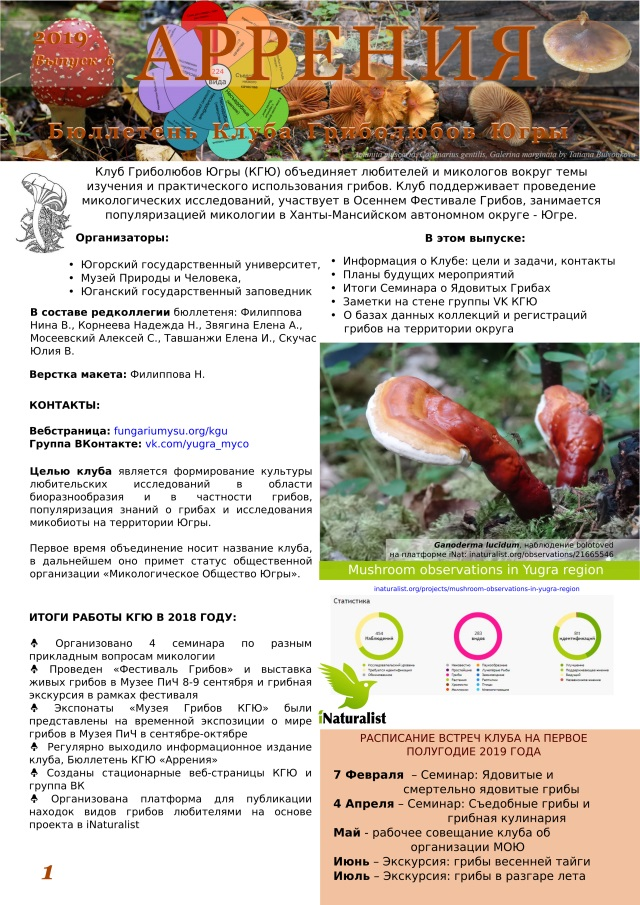 2019
Выпуск 6
АРРЕНИЯ
224
вида
Бюллетень Клуба Гриболюбов Югры
Amanita muscaria, Cortinarius gentilis, Galerina marginata by Tatiana Bulyonkova
Клуб Гриболюбов Югры (КГЮ) объединяет любителей и микологов вокруг темы
изучения и практического использования грибов. Клуб поддерживает проведение
микологических исследований, участвует в Осеннем Фестивале Грибов, занимается
популяризацией микологии в Ханты-Мансийском автономном округе - Югре.
Организаторы:
• Югорский государственный университет,
• Музей Природы и Человека,
• Юганский государственный заповедник
В составе редколлегии бюллетеня: Филиппова
Нина В., Корнеева Надежда Н., Звягина Елена А.,
Мосеевский Алексей С., Тавшанжи Елена И., Скучас
Юлия В.
Верстка макета: Филиппова Н.
КОНТАКТЫ:
Вебстраница: fungariumysu.org/kgu
Группа ВКонтакте: vk.com/yugra_myco
Целью клуба является формирование культуры
любительских исследований в области
биоразнообразия и в частности грибов,
популяризация знаний о грибах и исследования
микобиоты на территории Югры.
Первое время объединение носит название клуба,
в дальнейшем оно примет статус общественной
организации «Микологическое Общество Югры».
ИТОГИ РАБОТЫ КГЮ В 2018 ГОДУ:
Организовано 4 семинара по разным
прикладным вопросам микологии
Проведен «Фестиваль Грибов» и выставка
живых грибов в Музее ПиЧ 8-9 сентября и грибная
экскурсия в рамках фестиваля
Экспонаты «Музея Грибов КГЮ» были
представлены на временной экспозиции о мире
грибов в Музея ПиЧ в сентябре-октябре
Регулярно выходило информационное издание
клуба, Бюллетень КГЮ «Аррения»
Созданы стационарные веб-страницы КГЮ и
группа ВК
Организована платформа для публикации
находок видов грибов любителями на основе
проекта в iNaturalist
1
В этом выпуске:
• Информация о Клубе: цели и задачи, контакты
• Планы будущих мероприятий
• Итоги Семинара о Ядовитых Грибах
• Заметки на стене группы VK КГЮ
• О базах данных коллекций и регистраций
грибов на территории округа
Ganoderma lucidum, наблюдение bolotoved
на платформе iNat: inaturalist.org/observations/21665546
Mushroom observations in Yugra region
inaturalist.org/projects/mushroom-observations-in-yugra-region
Статистика
494
Наблюдений
283
видов
811
идентификаций
iNaturalist
РАСПИСАНИЕ ВСТРЕЧ КЛУБА НА ПЕРВОЕ
ПОЛУГОДИЕ 2019 ГОДА
7 Февраля – Семинар: Ядовитые и
смертельно ядовитые грибы
4 Апреля – Семинар: Съедобные грибы и
грибная кулинария
Май - рабочее совещание клуба об
организации МОЮ
Июнь – Экскурсия: грибы весенней тайги
Июль – Экскурсия: грибы в разгаре лета